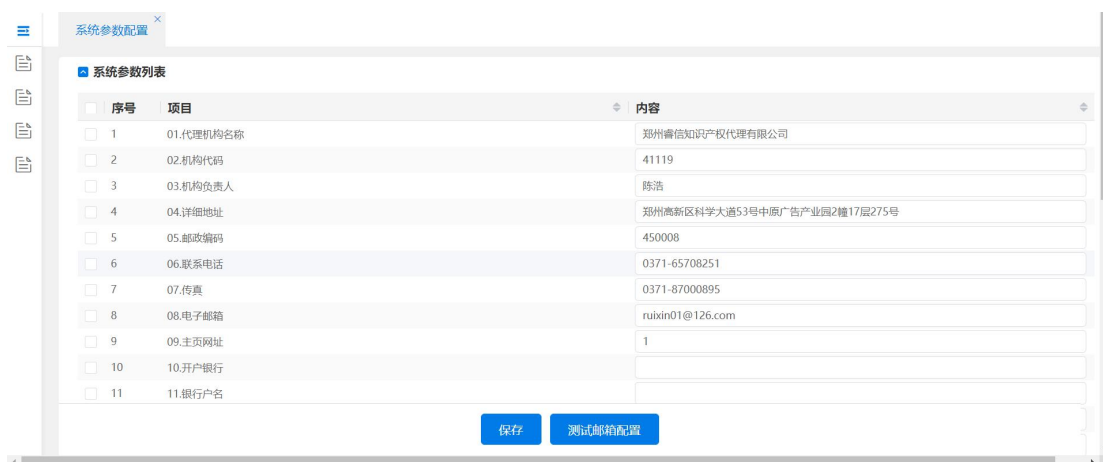 系统参数配置
系统参数列表
序号 项目 内容
1 01.代理机构名称 郑州睿信知识产权代理有限公司
2 02.机构代码 41119
3 03.机构负责人 陈浩
4 04.详细地址 郑州高新区科学大道53号中原广告产业园2幢17层275号
5 05.邮政编码 450008
6 06.联系电话 0371-65708251
7 07.传真 0371-87000895
8 08.电子邮箱 ruixin01@126.com
9 09.主页网址 1
10 10.开户银行
11 11.银行户名
保存 测试邮箱配置